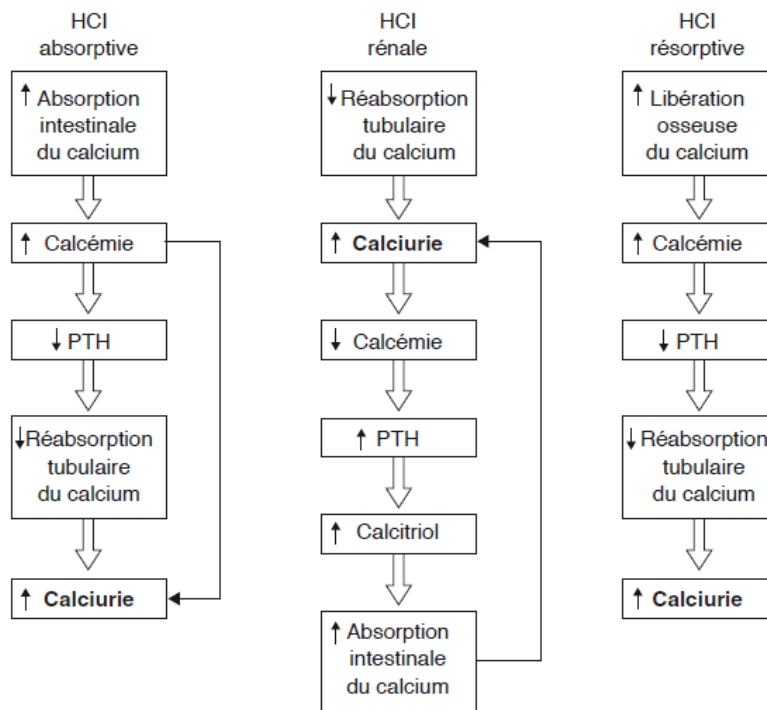 HCI
absorptive
↑ Absorption
intestinale
du calcium
↑ Calcémie
↓ PTH
↓ Réabsorption
tubulaire
du calcium
↑ Calciurie
HCI
rénale
↓ Réabsorption
tubulaire
du calcium
↑ Calciurie
↓ Calcémie
↑ PTH
↑ Calcitriol
↑ Absorption
intestinale
du calcium
HCI
résorptive
↑ Libération
osseuse
du calcium
↑ Calcémie
↓ PTH
↓ Réabsorption
tubulaire
du calcium
↑ Calciurie